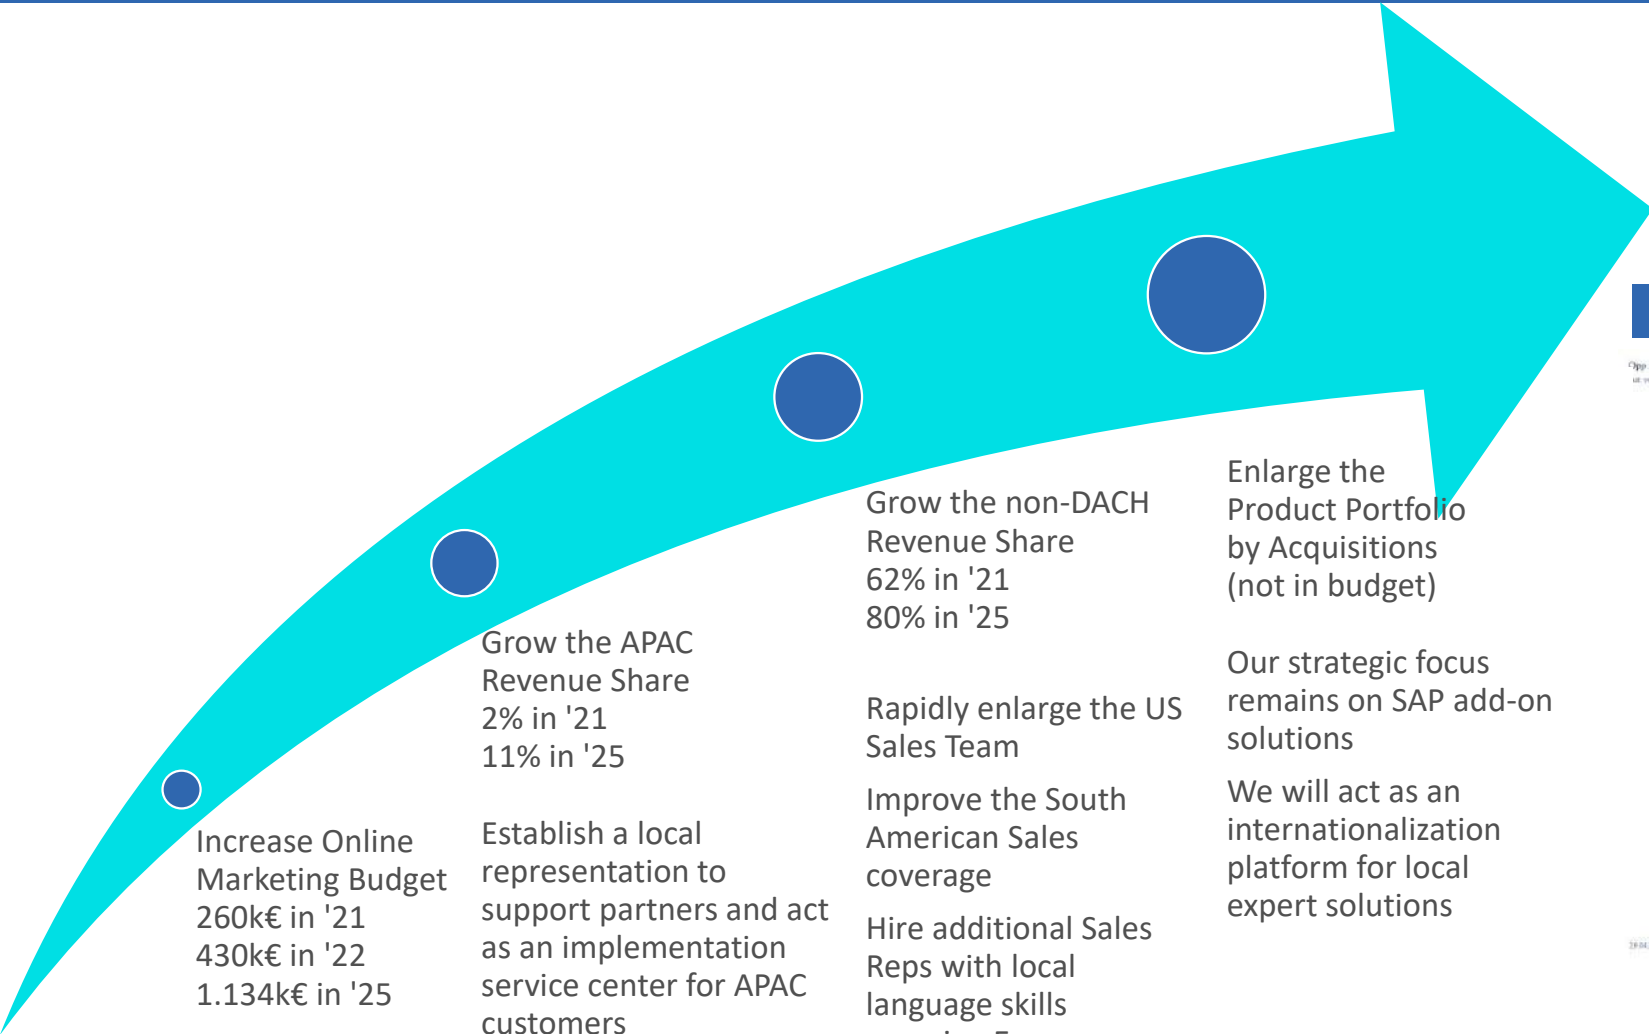 Increase Online
Marketing Budget
260k€ in '21
430k€ in '22
1.134k€ in '25
Grow the APAC
Revenue Share
2% in '21
11% in '25
Establish a local
representation to
support partners and act
as an implementation
service center for APAC
customers
Grow the non-DACH
Revenue Share
62% in '21
80% in '25
Rapidly enlarge the US
Sales Team
Improve the South
American Sales
coverage
Hire additional Sales
Reps with local
language skills
Enlarge the
Product Portfolio
by Acquisitions
(not in budget)
Our strategic focus
remains on SAP add-on
solutions
We will act as an
internationalization
platform for local
expert solutions